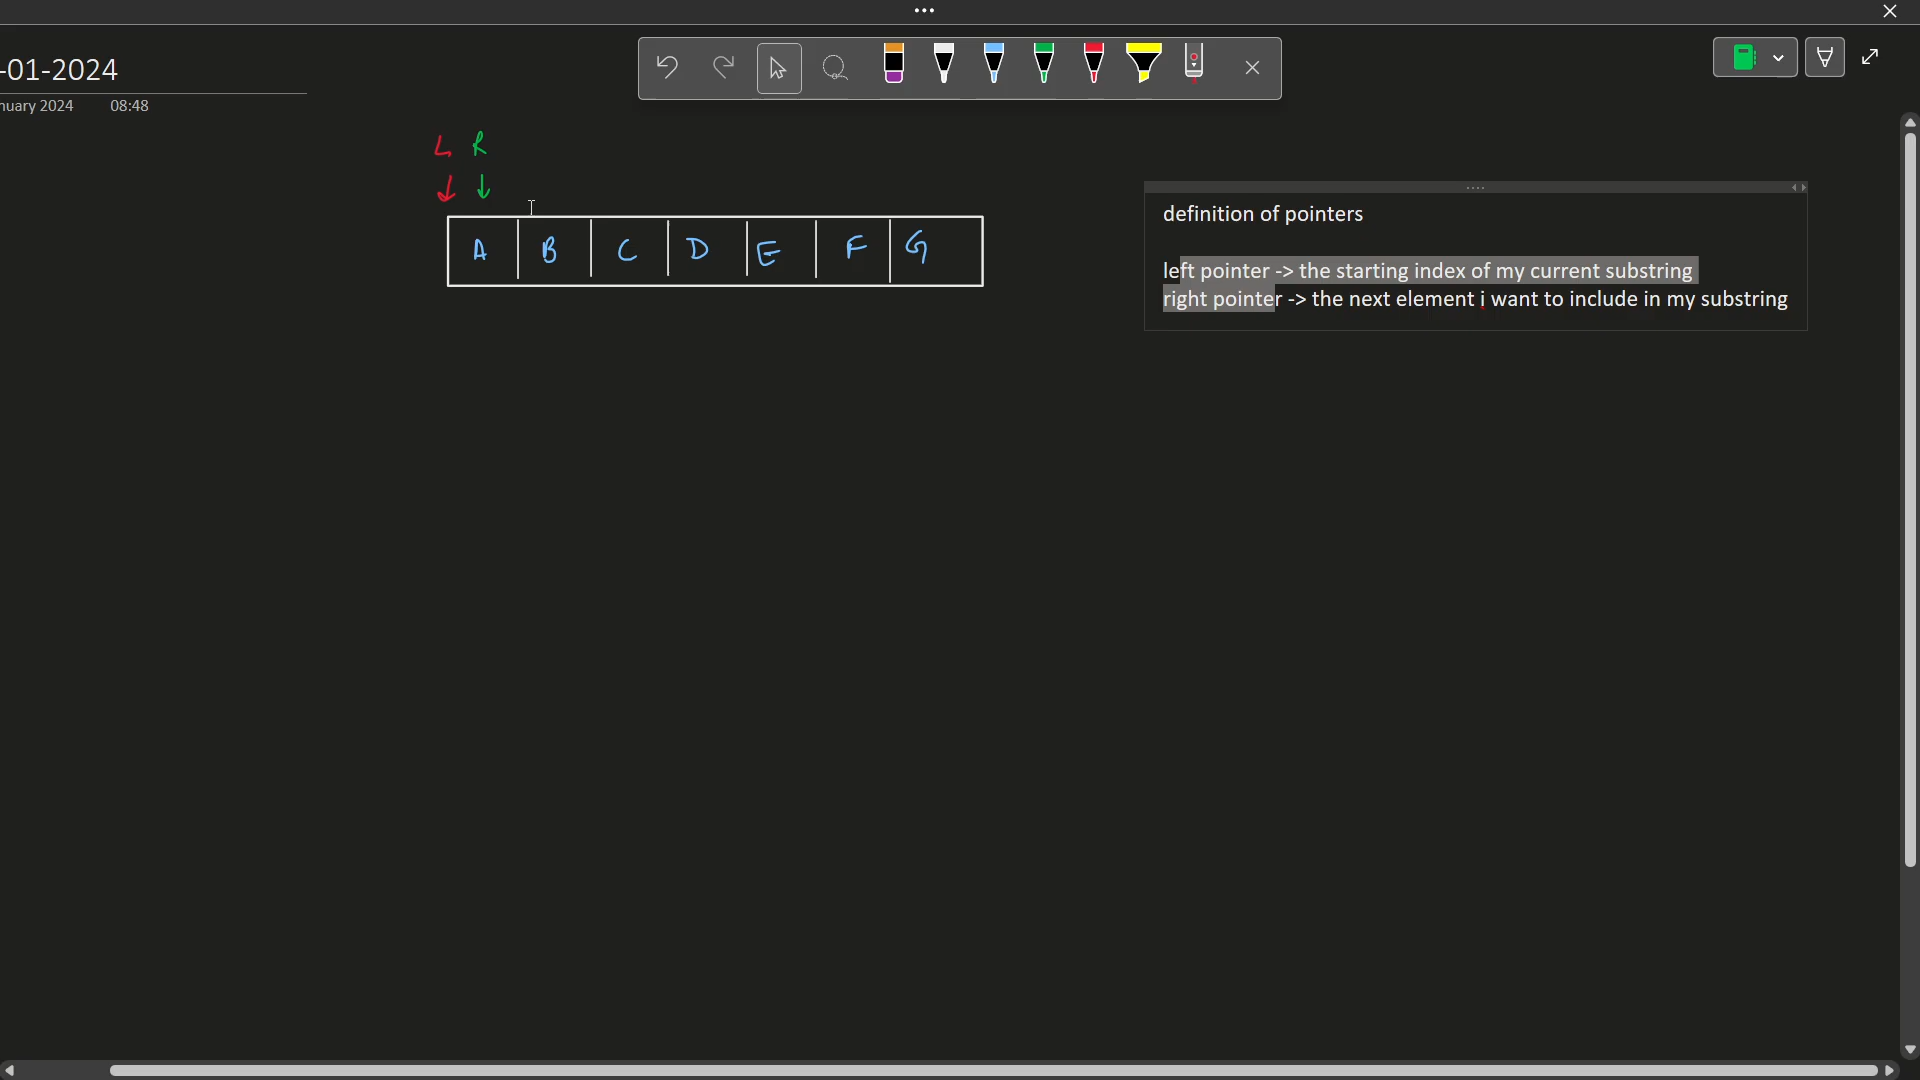 -01-2024
nuary 2024 08:48
L R
A B C D E F G
definition of pointers
left pointer -> the starting index of my current substring
right pointer -> the next element i want to include in my substring